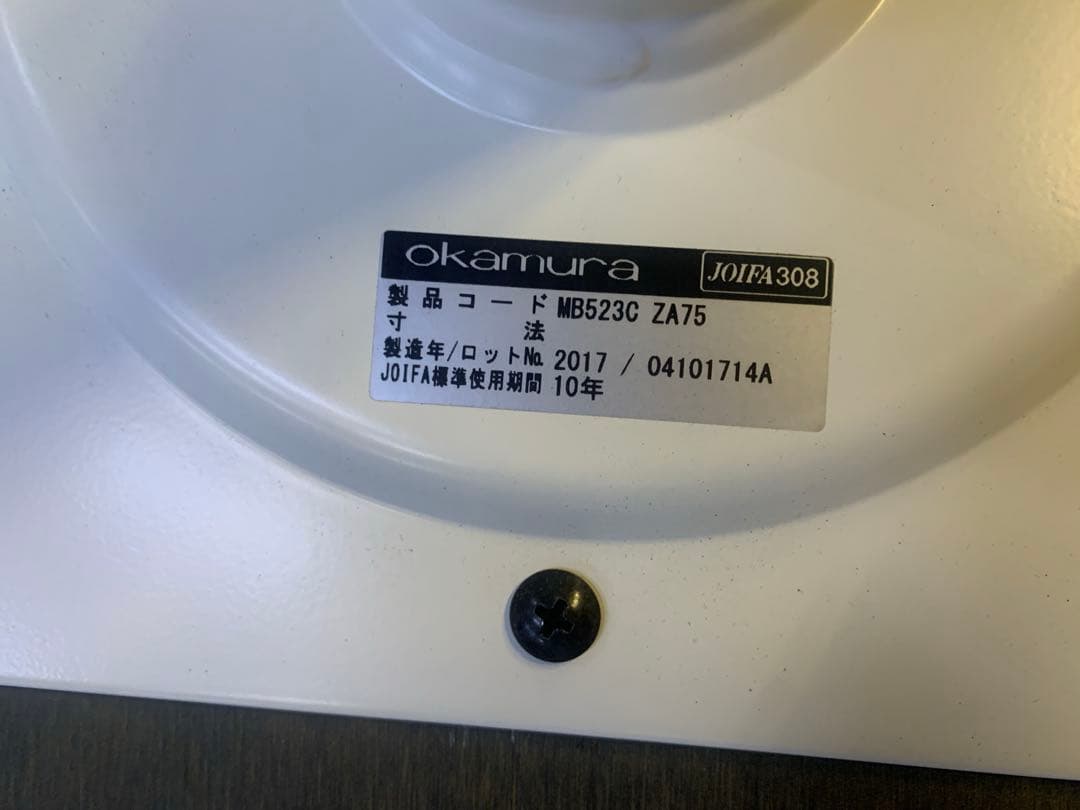 okamura JOIFA308
製品コード MB523C ZA75
寸法
製造年/ロット№ 2017 / 04101714A
JOIFA標準使用期間 10年